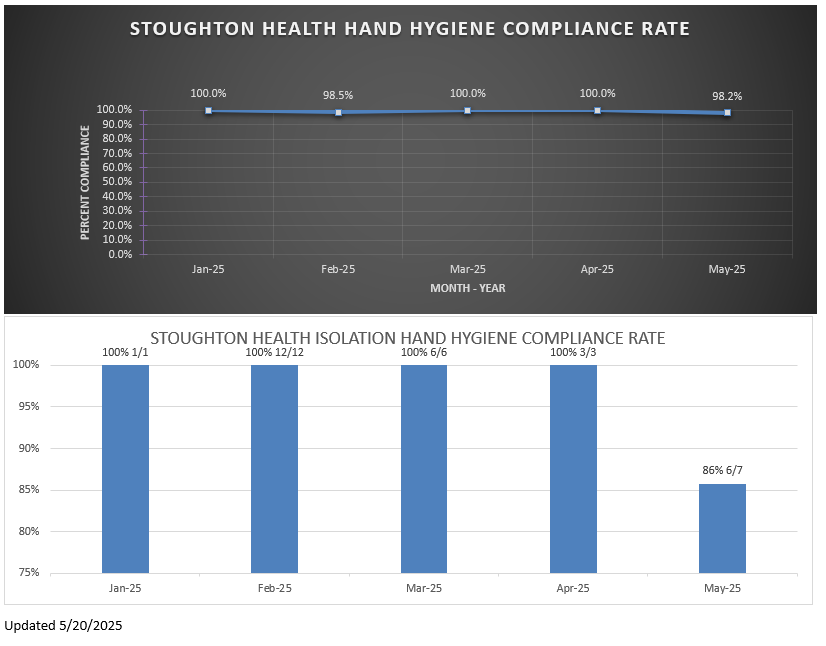 STOUGHTON HEALTH HAND HYGIENE COMPLIANCE RATE
100.0% 98.5% 100.0% 100.0% 98.2%
100.0%
90.0%
80.0%
70.0%
60.0%
50.0%
40.0%
30.0%
20.0%
10.0%
0.0%
PERCENT COMPLIANCE
Jan-25 Feb-25 Mar-25 Apr-25 May-25
MONTH - YEAR
STOUGHTON HEALTH ISOLATION HAND HYGIENE COMPLIANCE RATE
100% 1/1 100% 12/12 100% 6/6 100% 3/3
86% 6/7
100%
95%
90%
85%
80%
75%
Jan-25 Feb-25 Mar-25 Apr-25 May-25
Updated 5/20/2025